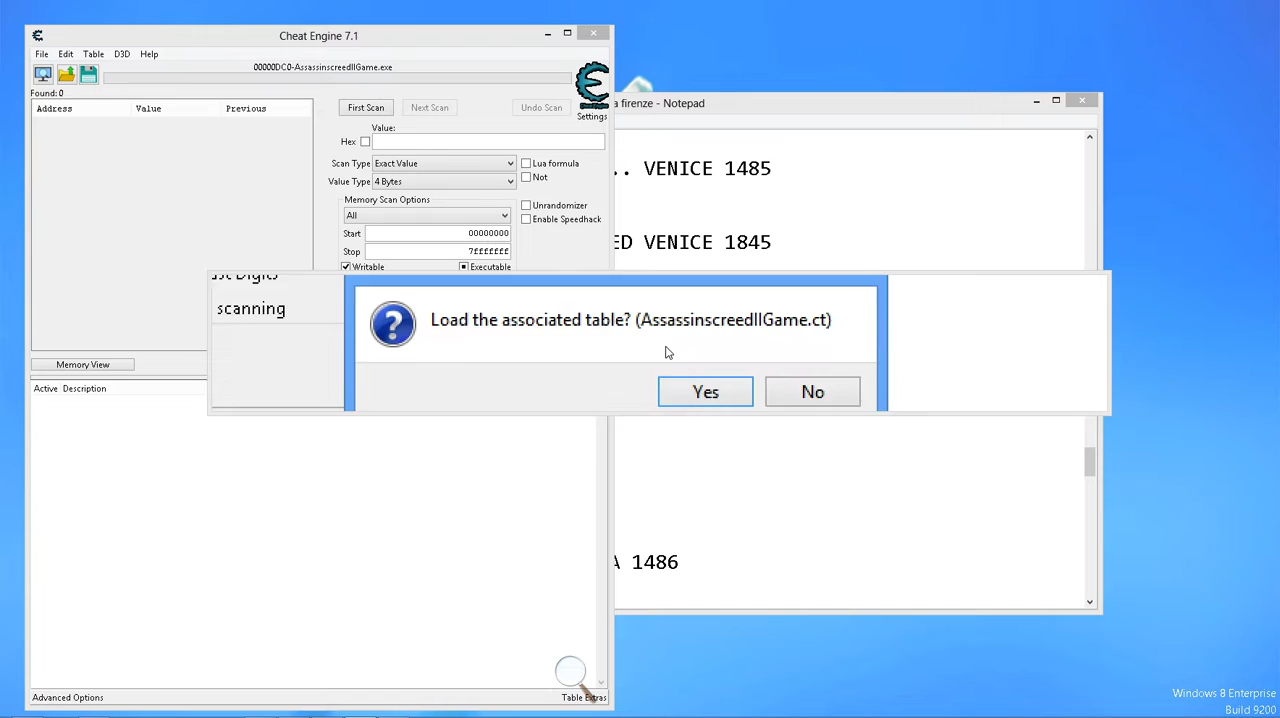 Cheat Engine 7.1
File Edit Table D3D Help
00000DC0-AssassinscreedIIGame.exe
Found: 0
Address Value Previous
First Scan Next Scan Undo Scan
Settings
Value:
Hex
Scan Type Exact Value Lua formula
Value Type 4 Bytes Not
Memory Scan Options
All
Unrandomizer
Enable Speedhack
Start 00000000
Stop 7fffffff
Writable Executable
a firenze - Notepad
.. VENICE 1485
ED VENICE 1845
scanning
Load the associated table? (AssassinscreedIIGame.ct)
Yes No
Memory View
Active Description
A 1486
Advanced Options Table Extras
Windows 8 Enterprise
Build 9200